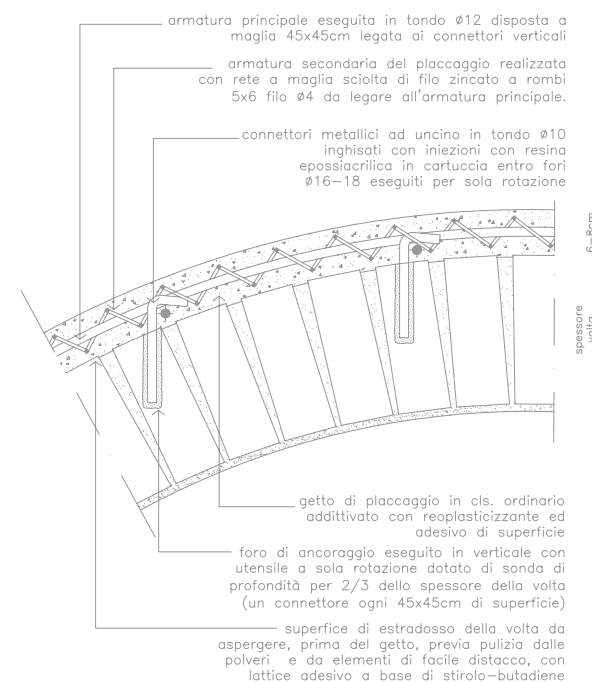 armatura principale eseguita in tondo Ø12 disposta a
maglia 45x45cm legata ai connettori verticali
armatura secondaria del placcaggio realizzata
con rete a maglia sciolta di filo zincato a rombi
5x6 filo Ø4 da legare all'armatura principale.
connettori metallici ad uncino in tondo Ø10
inghisati con iniezioni con resina
epossiacrilica in cartuccia entro fori
Ø16-18 eseguiti per sola rotazione
6-8cm
spessore
volta
getto di placcaggio in cls. ordinario
addittivato con reoplasticizzante ed
adesivo di superficie
foro di ancoraggio eseguito in verticale con
utensile a sola rotazione dotato di sonda di
profondità per 2/3 dello spessore della volta
(un connettore ogni 45x45cm di superficie)
superfice di estradosso della volta da
aspergere, prima del getto, previa pulizia dalle
polveri e da elementi di facile distacco, con
lattice adesivo a base di stirolo-butadiene